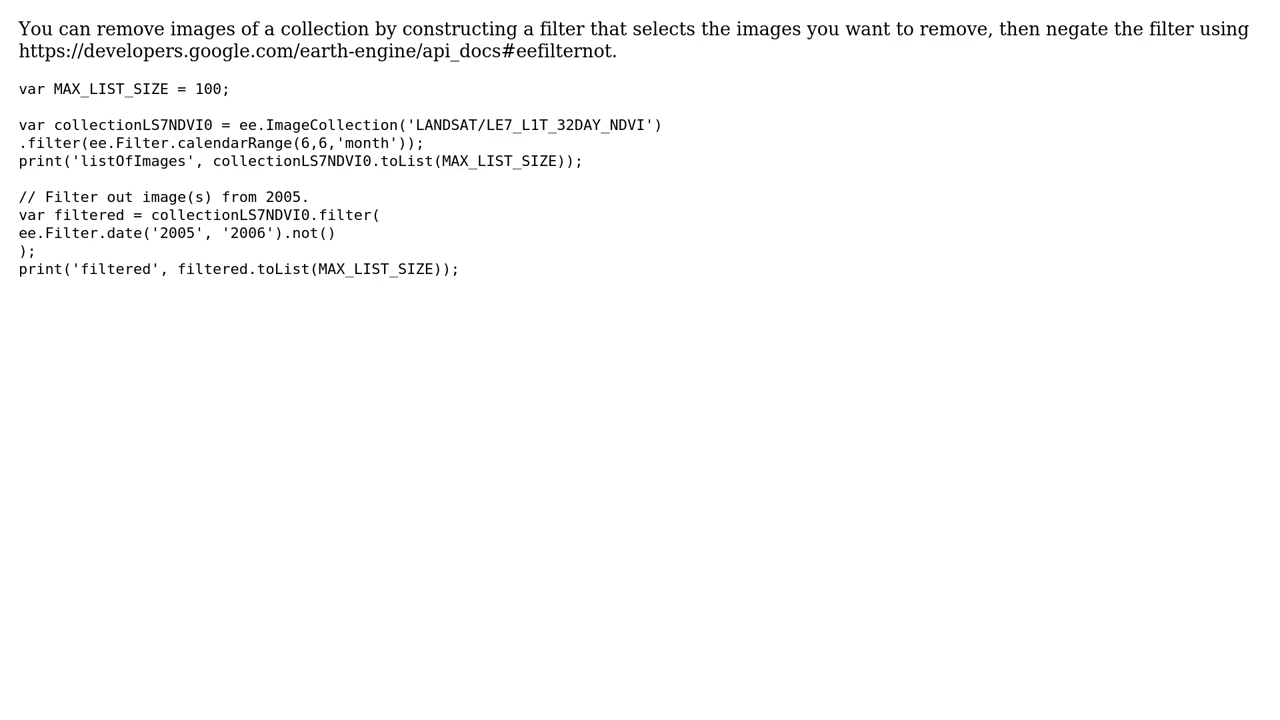 You can remove images of a collection by constructing a filter that selects the images you want to remove, then negate the filter using
https://developers.google.com/earth-engine/api_docs#eefilternot.
var MAX_LIST_SIZE = 100;
var collectionLS7NDVI0 = ee.ImageCollection('LANDSAT/LE7_L1T_32DAY_NDVI')
.filter(ee.Filter.calendarRange(6,6,'month'));
print('listOfImages', collectionLS7NDVI0.toList(MAX_LIST_SIZE));
// Filter out image(s) from 2005.
var filtered = collectionLS7NDVI0.filter(
ee.Filter.date('2005', '2006').not()
);
print('filtered', filtered.toList(MAX_LIST_SIZE));